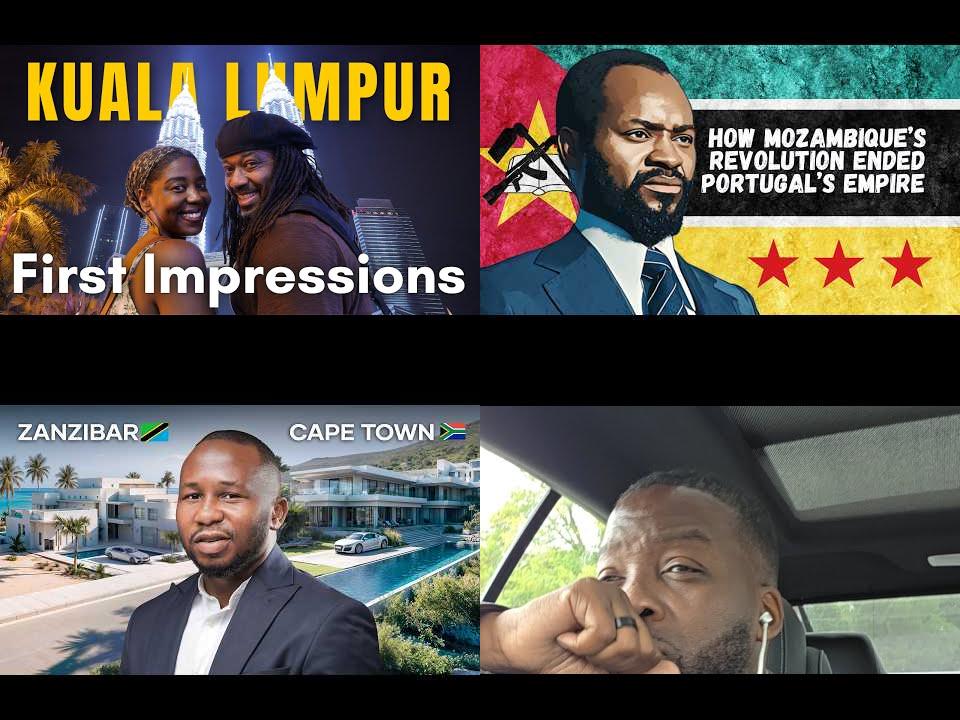 KUALA LUMPUR
First Impressions
HOW MOZAMBIQUE'S
REVOLUTION ENDED
PORTUGAL'S EMPIRE
ZANZIBAR
CAPE TOWN